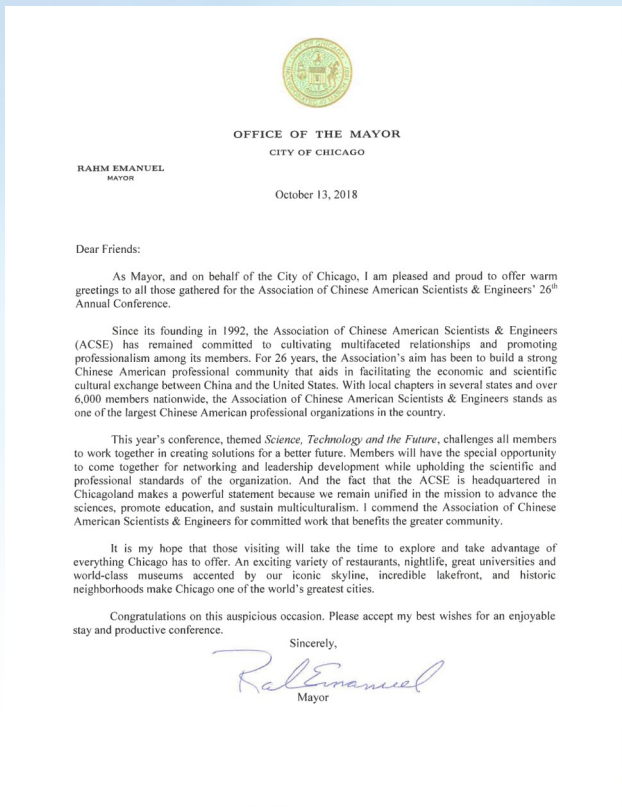 OFFICE OF THE MAYOR
CITY OF CHICAGO
RAHM EMANUEL
MAYOR
October 13, 2018
Dear Friends:
As Mayor, and on behalf of the City of Chicago, I am pleased and proud to offer warm
greetings to all those gathered for the Association of Chinese American Scientists & Engineers' 26th
Annual Conference.
Since its founding in 1992, the Association of Chinese American Scientists & Engineers
(ACSE) has remained committed to cultivating multifaceted relationships and promoting
professionalism among its members. For 26 years, the Association's aim has been to build a strong
Chinese American professional community that aids in facilitating the economic and scientific
cultural exchange between China and the United States. With local chapters in several states and over
6,000 members nationwide, the Association of Chinese American Scientists & Engineers stands as
one of the largest Chinese American professional organizations in the country.
This year's conference, themed Science, Technology and the Future, challenges all members
to work together in creating solutions for a better future. Members will have the special opportunity
to come together for networking and leadership development while upholding the scientific and
professional standards of the organization. And the fact that the ACSE is headquartered in
Chicagoland makes a powerful statement because we remain unified in the mission to advance the
sciences, promote education, and sustain multiculturalism. I commend the Association of Chinese
American Scientists & Engineers for committed work that benefits the greater community.
It is my hope that those visiting will take the time to explore and take advantage of
everything Chicago has to offer. An exciting variety of restaurants, nightlife, great universities and
world-class museums accented by our iconic skyline, incredible lakefront, and historic
neighborhoods make Chicago one of the world's greatest cities.
Congratulations on this auspicious occasion. Please accept my best wishes for an enjoyable
stay and productive conference.
Sincerely,
Rahm Emanuel
Mayor